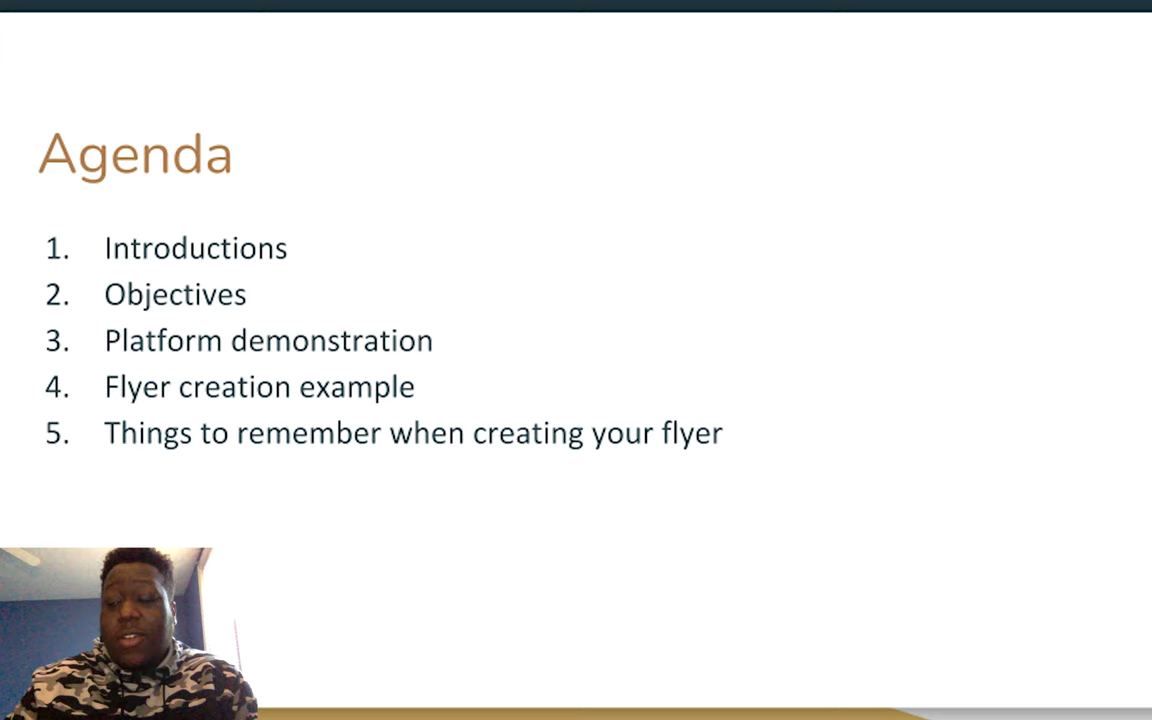 Agenda
1. Introductions
2. Objectives
3. Platform demonstration
4. Flyer creation example
5. Things to remember when creating your flyer